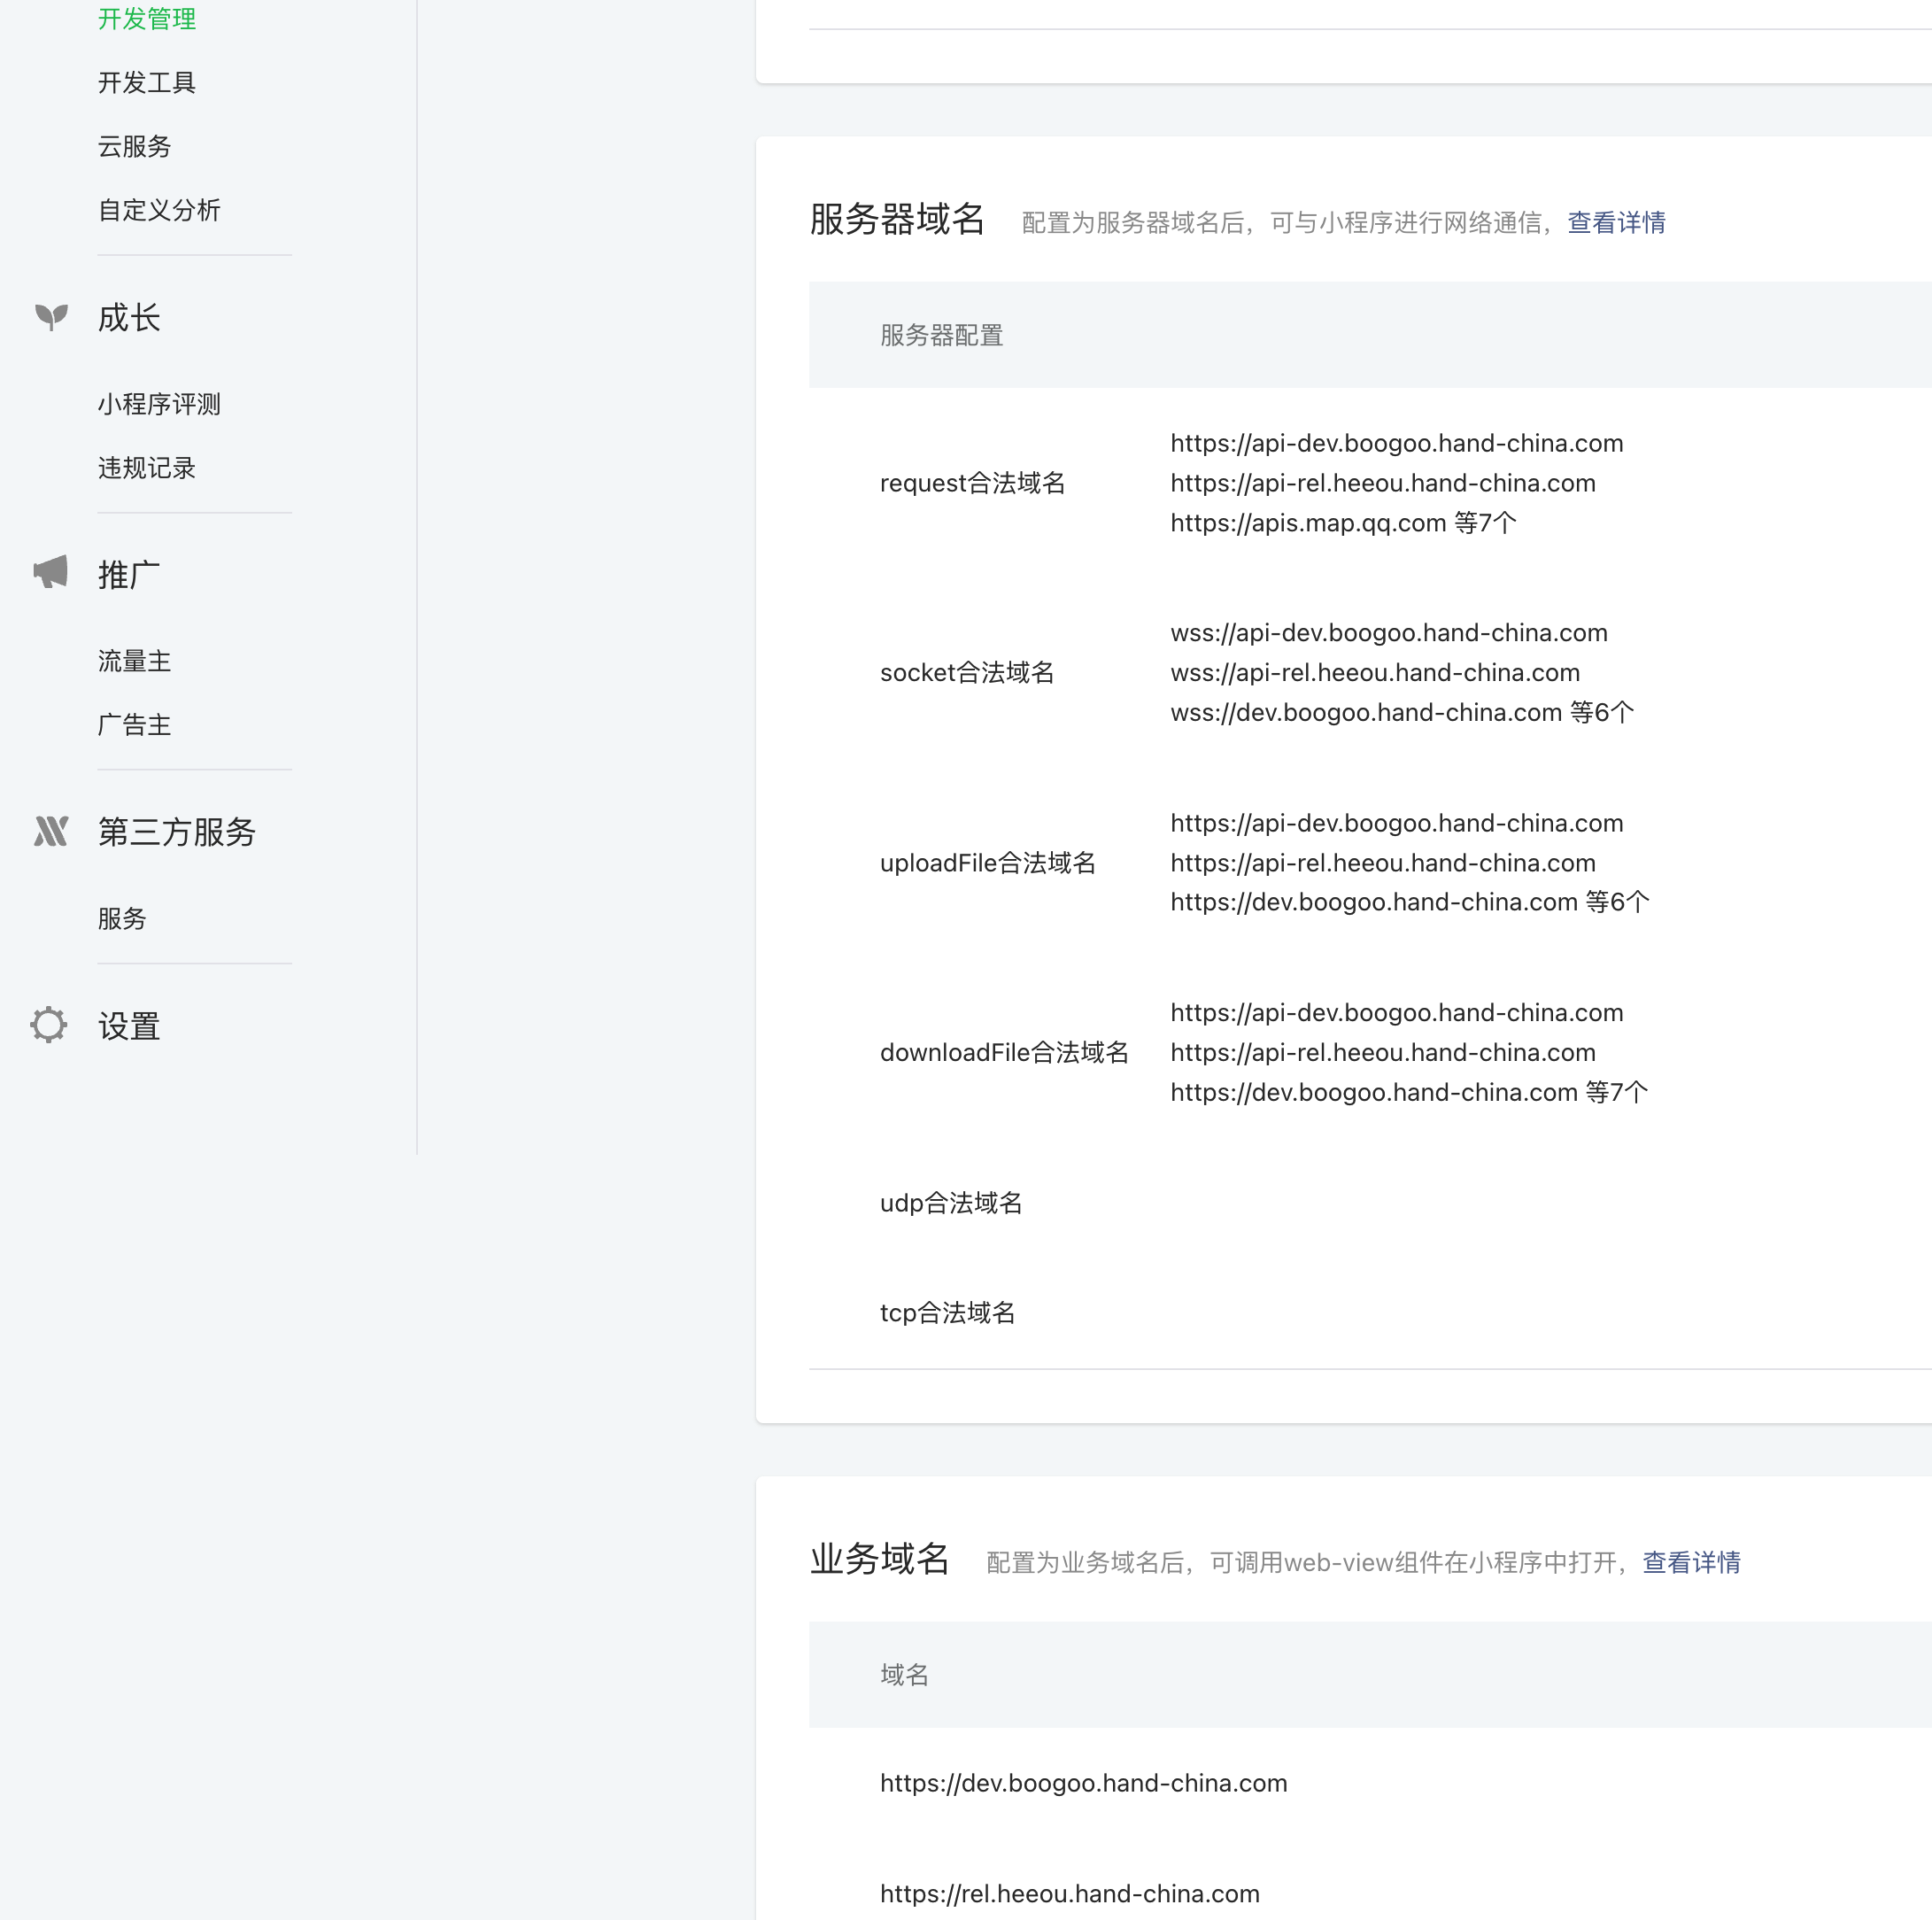 开发管理
开发工具
云服务
自定义分析
成长
小程序评测
违规记录
推广
流量主
广告主
第三方服务
服务
设置
服务器域名 配置为服务器域名后，可与小程序进行网络通信，查看详情
服务器配置
request合法域名
https://api-dev.boogoo.hand-china.com
https://api-rel.heeou.hand-china.com
https://apis.map.qq.com 等7个
socket合法域名
wss://api-dev.boogoo.hand-china.com
wss://api-rel.heeou.hand-china.com
wss://dev.boogoo.hand-china.com 等6个
uploadFile合法域名
https://api-dev.boogoo.hand-china.com
https://api-rel.heeou.hand-china.com
https://dev.boogoo.hand-china.com 等6个
downloadFile合法域名
https://api-dev.boogoo.hand-china.com
https://api-rel.heeou.hand-china.com
https://dev.boogoo.hand-china.com 等7个
udp合法域名
tcp合法域名
业务域名 配置为业务域名后，可调用web-view组件在小程序中打开，查看详情
域名
https://dev.boogoo.hand-china.com
https://rel.heeou.hand-china.com